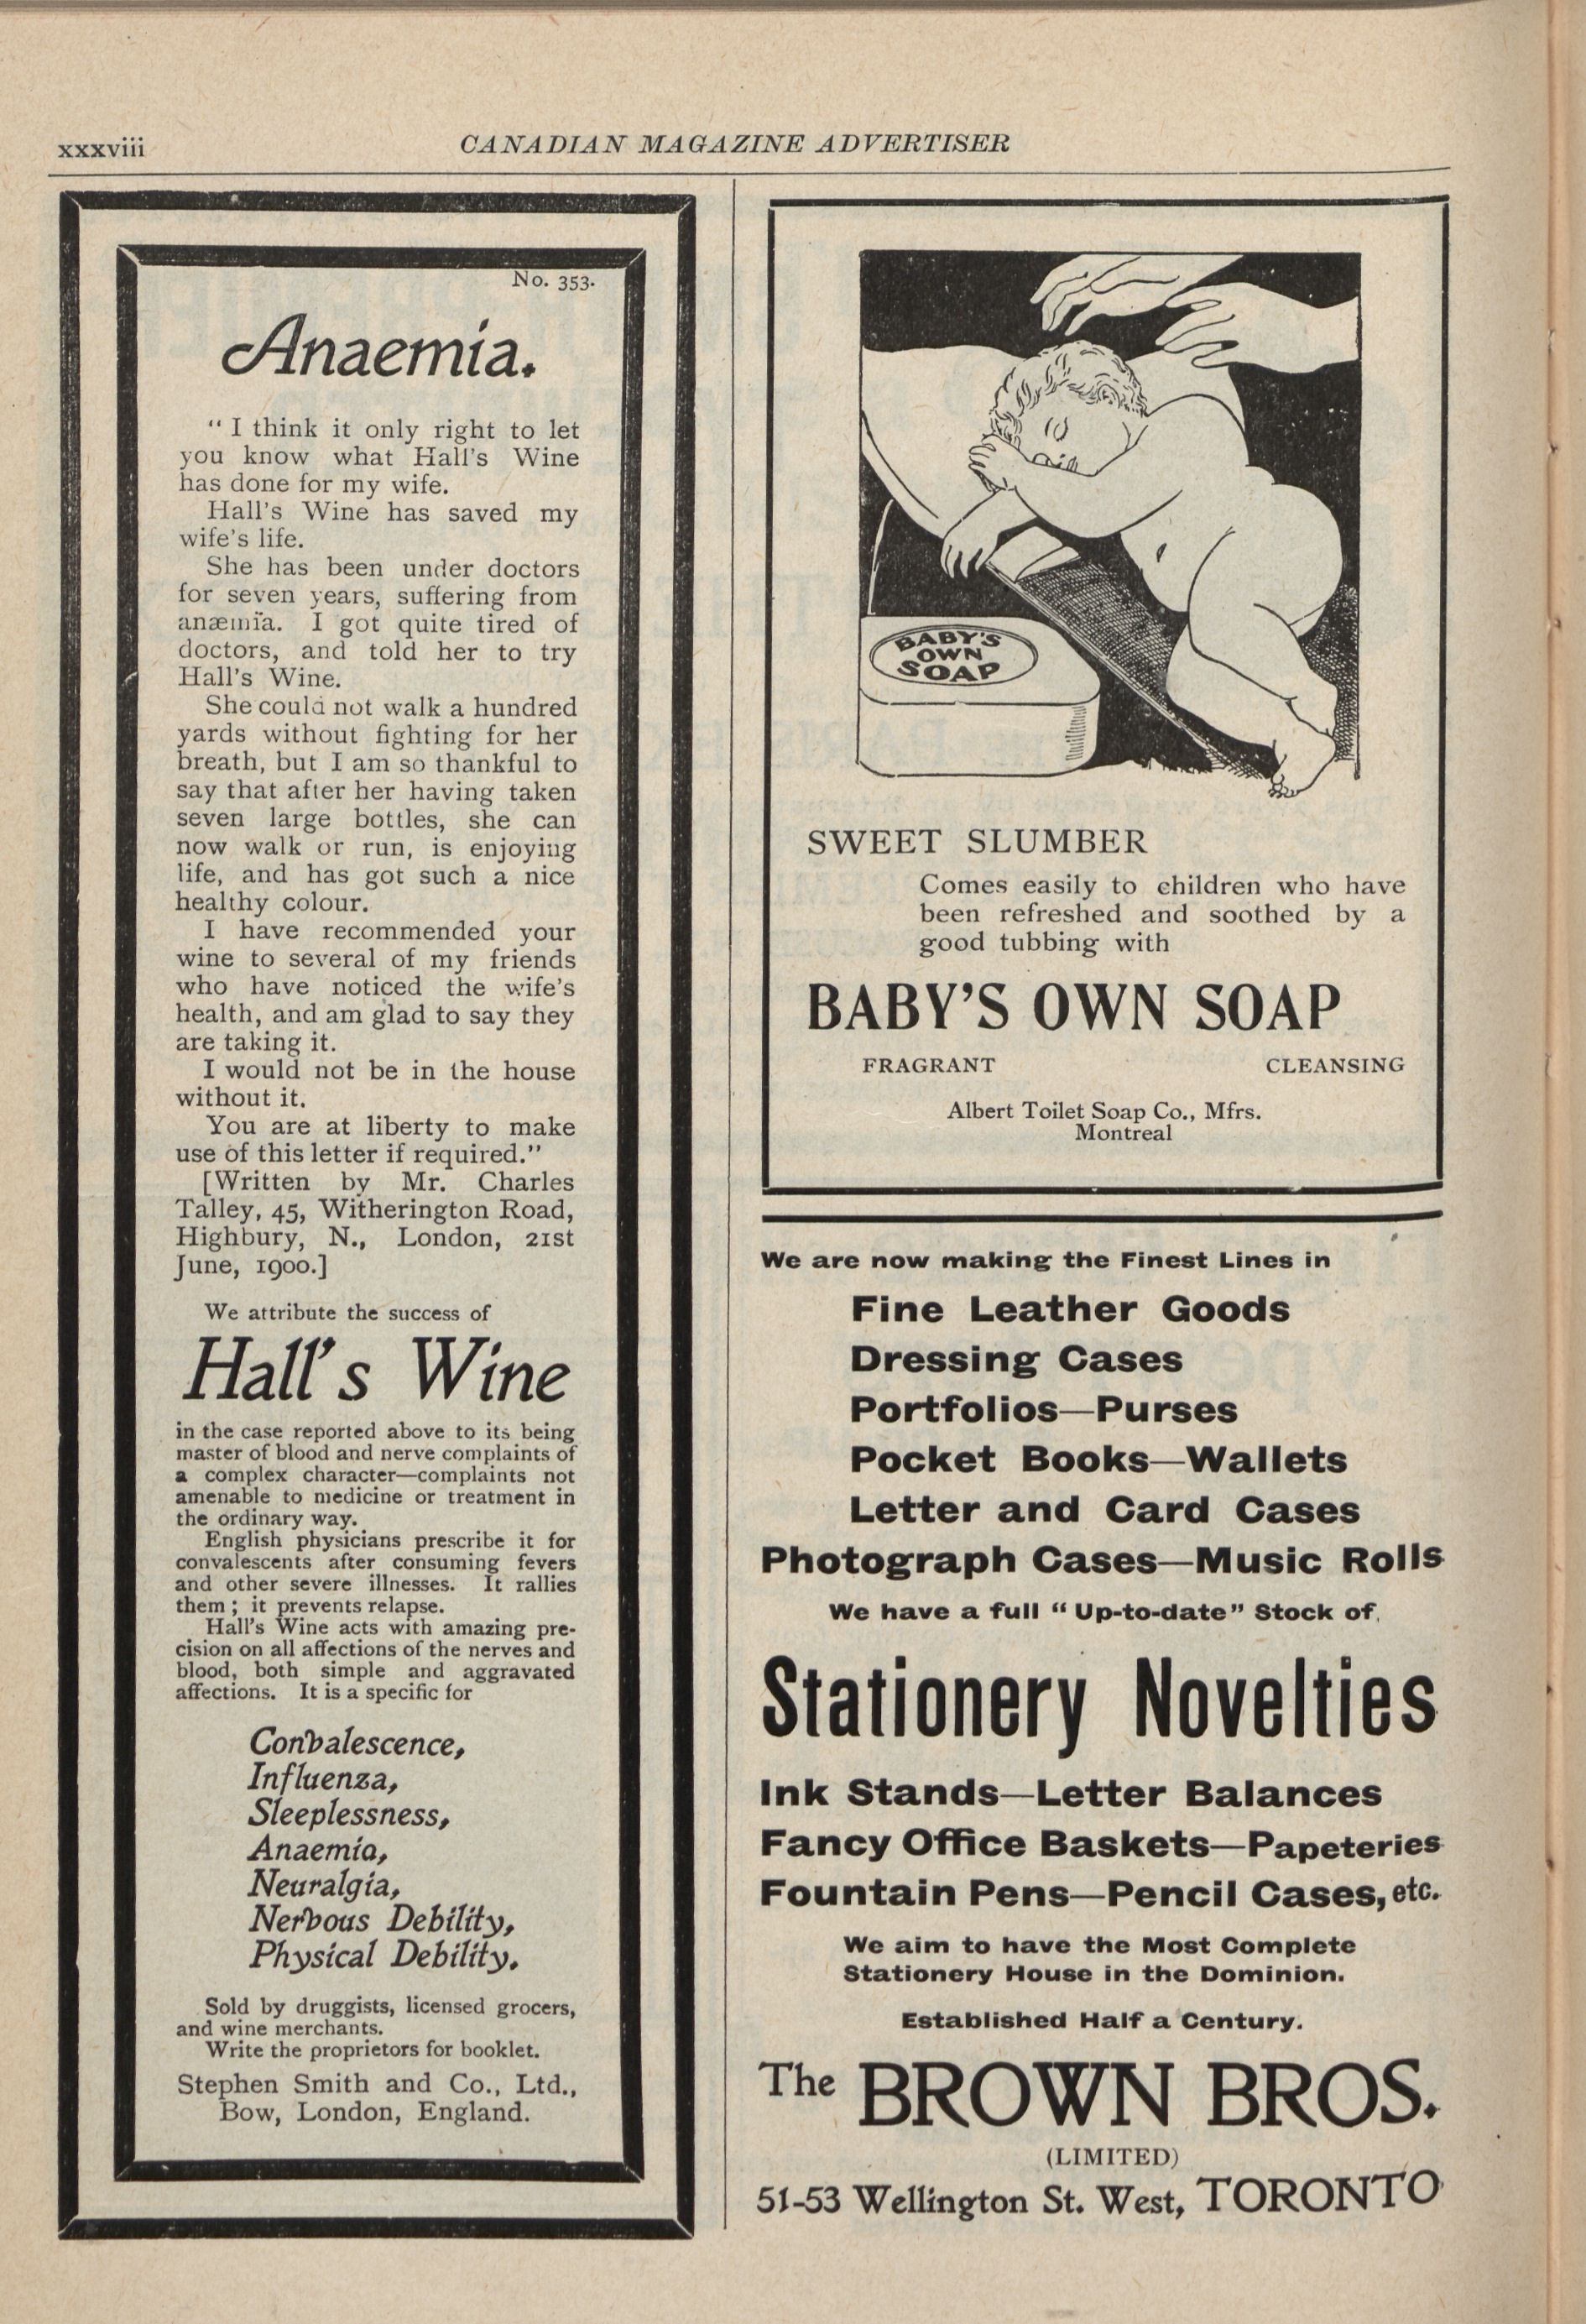 xxxviii
CANADIAN MAGAZINE ADVERTISER
No. 353.
Anaemia.
“ I think it only right to let
you know what Hall's Wine
has done for my wife.
Hall's Wine has saved my
wife's life.
She has been under doctors
for seven years, suffering from
anæmia. I got quite tired of
doctors, and told her to try
Hall's Wine.
She could not walk a hundred
yards without fighting for her
breath, but I am so thankful to
say that after her having taken
seven large bottles, she can
now walk or run, is enjoying
life, and has got such a nice
healthy colour.
I have recommended your
wine to several of my friends
who have noticed the wife's
health, and am glad to say they
are taking it.
I would not be in the house
without it.
You are at liberty to make
use of this letter if required.”
[Written by Mr. Charles
Talley, 45, Witherington Road,
Highbury, N., London, 21st
June, 1900.]
We attribute the success of
Hall's Wine
in the case reported above to its being
master of blood and nerve complaints of
a complex character—complaints not
amenable to medicine or treatment in
the ordinary way.
English physicians prescribe it for
convalescents after consuming fevers
and other severe illnesses. It rallies
them ; it prevents relapse.
Hall's Wine acts with amazing pre-
cision on all affections of the nerves and
blood, both simple and aggravated
affections. It is a specific for
Convalescence,
Influenza,
Sleeplessness,
Anaemia,
Neuralgia,
Nervous Debility,
Physical Debility.
Sold by druggists, licensed grocers,
and wine merchants.
Write the proprietors for booklet.
Stephen Smith and Co., Ltd.,
Bow, London, England.
BABY'S
OWN
SOAP
SWEET SLUMBER
Comes easily to children who have
been refreshed and soothed by a
good tubbing with
BABY'S OWN SOAP
FRAGRANT CLEANSING
Albert Toilet Soap Co., Mfrs.
Montreal
We are now making the Finest Lines in
Fine Leather Goods
Dressing Cases
Portfolios—Purses
Pocket Books—Wallets
Letter and Card Cases
Photograph Cases—Music Rolls
We have a full “ Up-to-date” Stock of
Stationery Novelties
Ink Stands—Letter Balances
Fancy Office Baskets—Papeteries
Fountain Pens—Pencil Cases, etc.
We aim to have the Most Complete
Stationery House in the Dominion.
Established Half a Century.
The BROWN BROS.
(LIMITED)
51-53 Wellington St. West, TORONTO